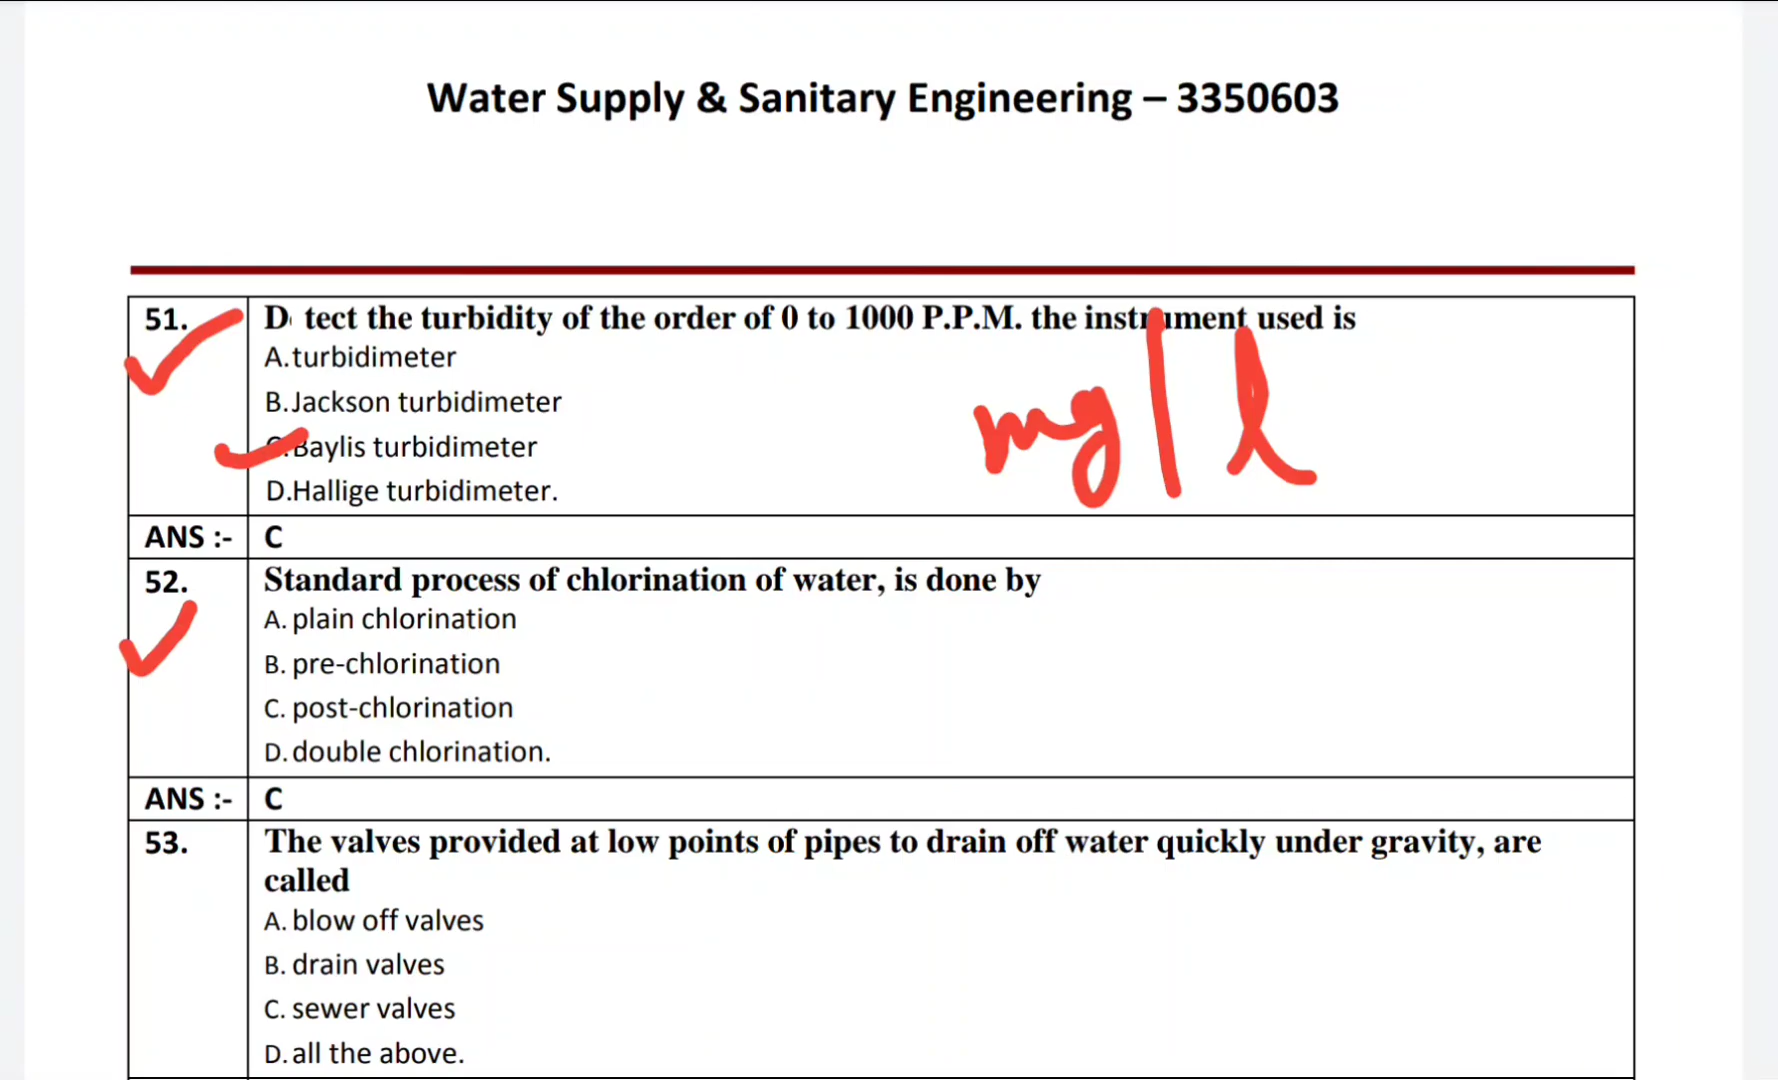 Water Supply & Sanitary Engineering – 3350603
51. D tect the turbidity of the order of 0 to 1000 P.P.M. the instrument used is
A.turbidimeter
B.Jackson turbidimeter
C.Baylis turbidimeter
D.Hallige turbidimeter.
mg/l
ANS :- C
52. Standard process of chlorination of water, is done by
A. plain chlorination
B. pre-chlorination
C. post-chlorination
D. double chlorination.
ANS :- C
53. The valves provided at low points of pipes to drain off water quickly under gravity, are
called
A. blow off valves
B. drain valves
C. sewer valves
D. all the above.